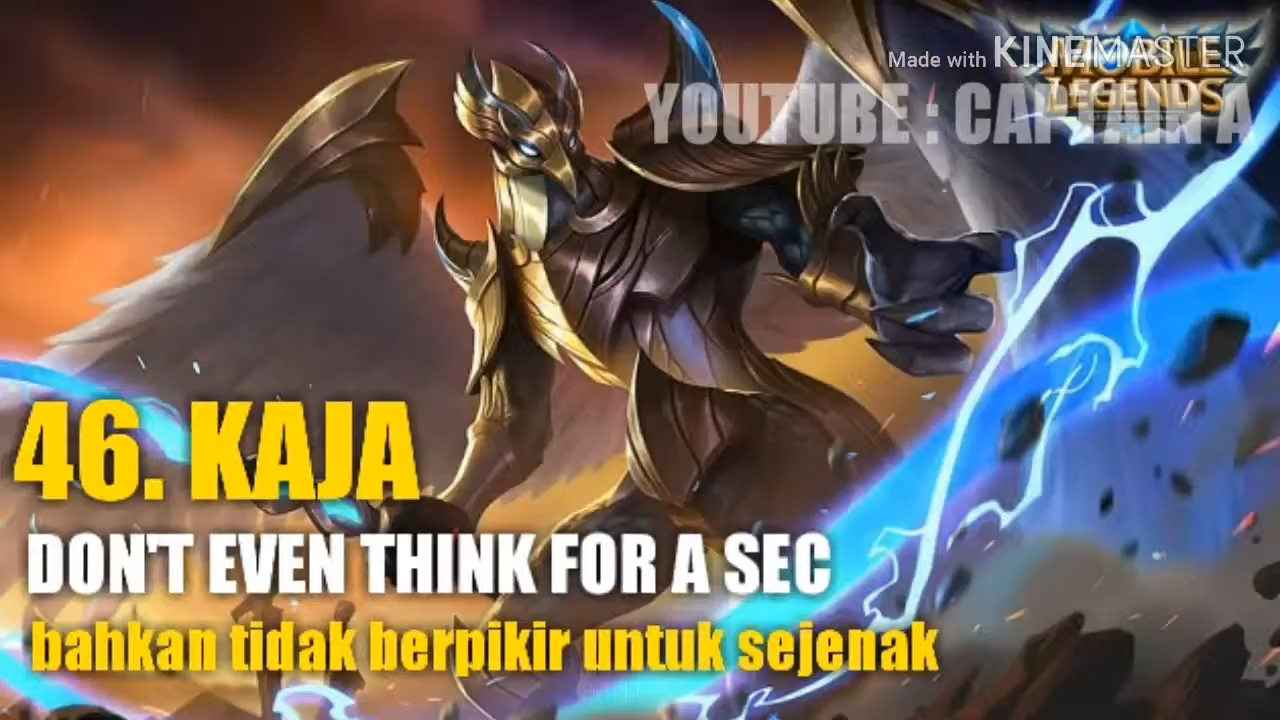 Made with KINEMASTER
MOBILE
LEGENDS
YOUTUBE : CAPTAIN A
46. KAJA
DON'T EVEN THINK FOR A SEC
bahkan tidak berpikir untuk sejenak